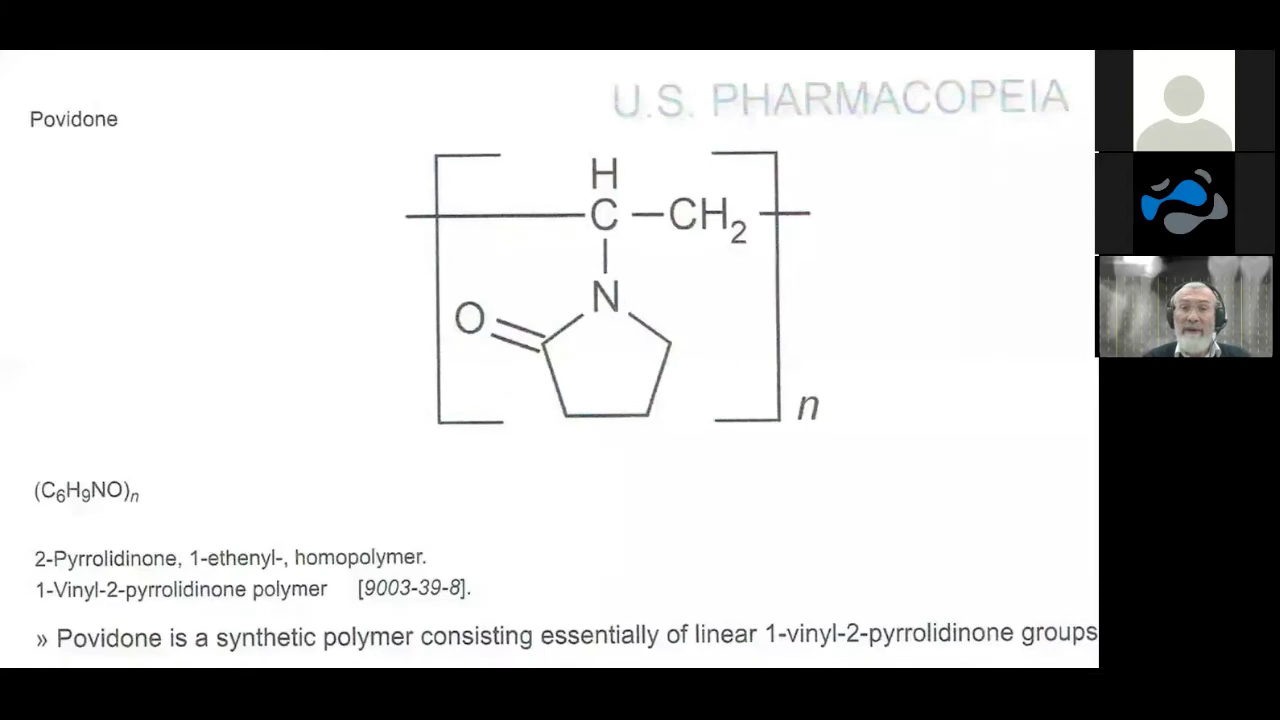 U.S. PHARMACOPEIA
Povidone
H
C
CH2
N
O
n
(C6H9NO)n
2-Pyrrolidinone, 1-ethenyl-, homopolymer.
1-Vinyl-2-pyrrolidinone polymer [9003-39-8].
» Povidone is a synthetic polymer consisting essentially of linear 1-vinyl-2-pyrrolidinone groups